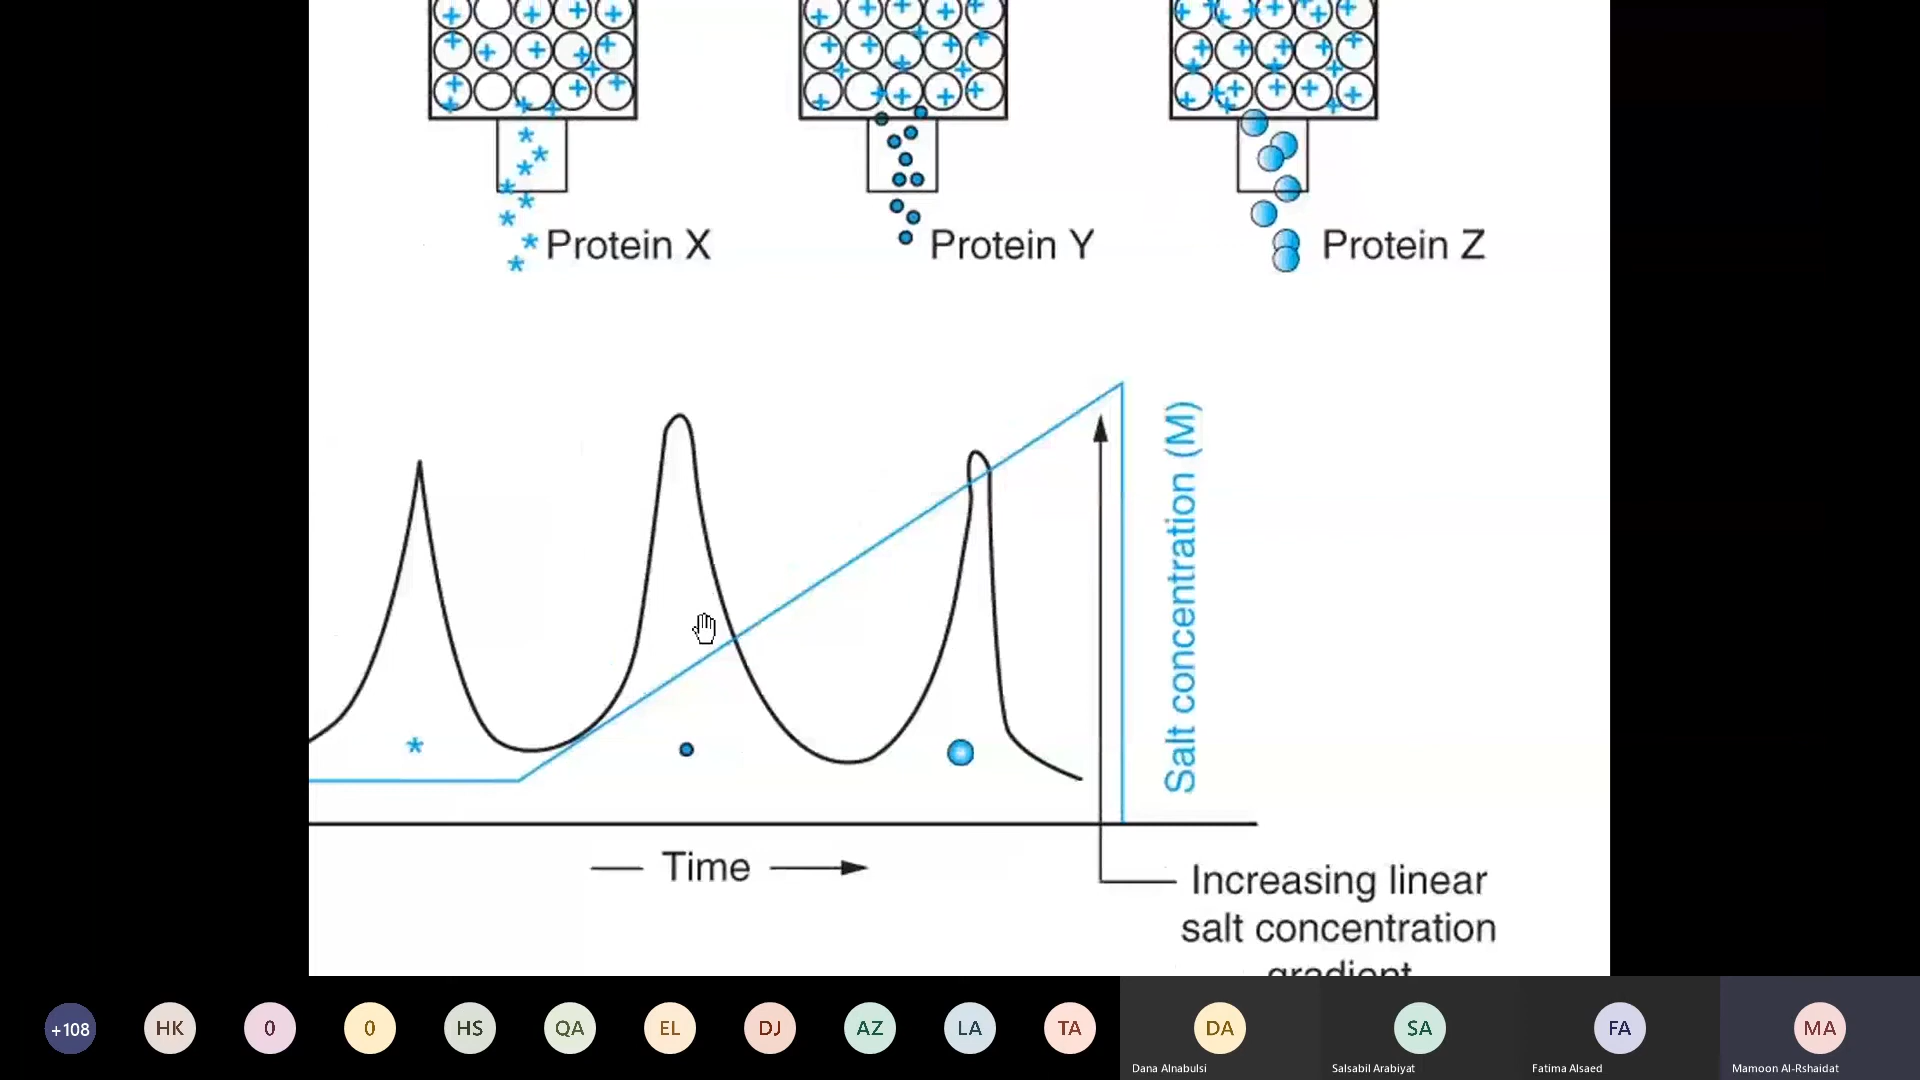 Protein X
Protein Y
Protein Z
Salt concentration (M)
Time
Increasing linear
salt concentration
gradient
+108
HK
0
0
HS
QA
EL
DJ
AZ
LA
TA
DA
SA
FA
MA
Dana Alnabulsi
Salsabil Arabiyat
Fatima Alsaed
Mamoon Al-Rshaidat